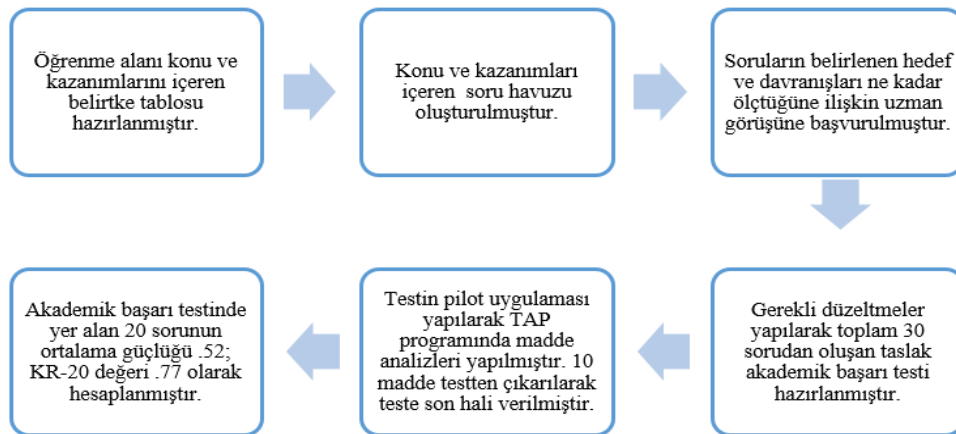 Öğrenme alanı konu ve
kazanımlarını içeren
belirtke tablosu
hazırlanmıştır.
Konu ve kazanımları
içeren soru havuzu
oluşturulmuştur.
Soruların belirlenen hedef
ve davranışları ne kadar
ölçtüğüne ilişkin uzman
görüşüne başvurulmuştur.
Gerekli düzeltmeler
yapılarak toplam 30
sorudan oluşan taslak
akademik başarı testi
hazırlanmıştır.
Testin pilot uygulaması
yapılarak TAP
programında madde
analizleri yapılmıştır. 10
madde testten çıkarılarak
teste son hali verilmiştir.
Akademik başarı testinde
yer alan 20 sorunun
ortalama güçlüğü .52;
KR-20 değeri .77 olarak
hesaplanmıştır.